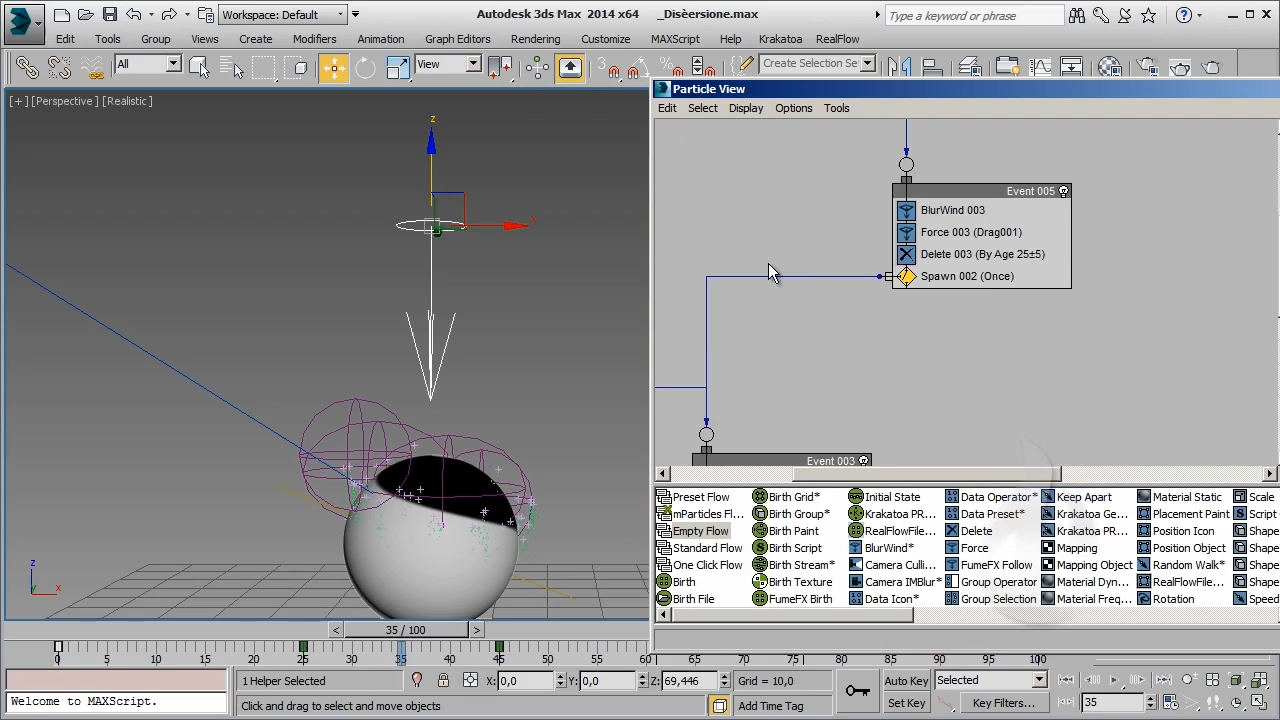 Workspace: Default
Autodesk 3ds Max 2014 x64 _Disèersione.max
Type a keyword or phrase
Edit Tools Group Views Create Modifiers Animation Graph Editors Rendering Customize MAXScript Help Krakatoa RealFlow
All View 3 Create Selection Se
[+][Perspective][Realistic]
Particle View
Edit Select Display Options Tools
z
x
Event 005
BlurWind 003
Force 003 (Drag001)
Delete 003 (By Age 25±5)
Spawn 002 (Once)
Event 003
Preset Flow Birth Grid* Initial State Data Operator* Keep Apart Material Static Scale
mParticles Fl... Birth Group* Krakatoa PR... Data Preset* Krakatoa Ge... Placement Paint Script
Empty Flow Birth Paint RealFlowFile... Delete Krakatoa PR... Position Icon Shape
Standard Flow Birth Script BlurWind* Force Mapping Position Object Shape
One Click Flow Birth Stream* Camera Culli... FumeFX Follow Mapping Object Random Walk* Shape
Birth Birth Texture Camera IMBlur* Group Operator Material Dyn... RealFlowFile... Shape
Birth File FumeFX Birth Data Icon* Group Selection Material Freq... Rotation Speed
z
x
< 35 / 100 >
0 5 10 15 20 25 30 35 40 45 50 55 60 65 70 75 80 85 90 95 100
Welcome to MAXScript.
1 Helper Selected X: 0,0 Y: 0,0 Z: 69,446 Grid = 10,0 Auto Key Selected
Click and drag to select and move objects Add Time Tag Set Key Key Filters... 35